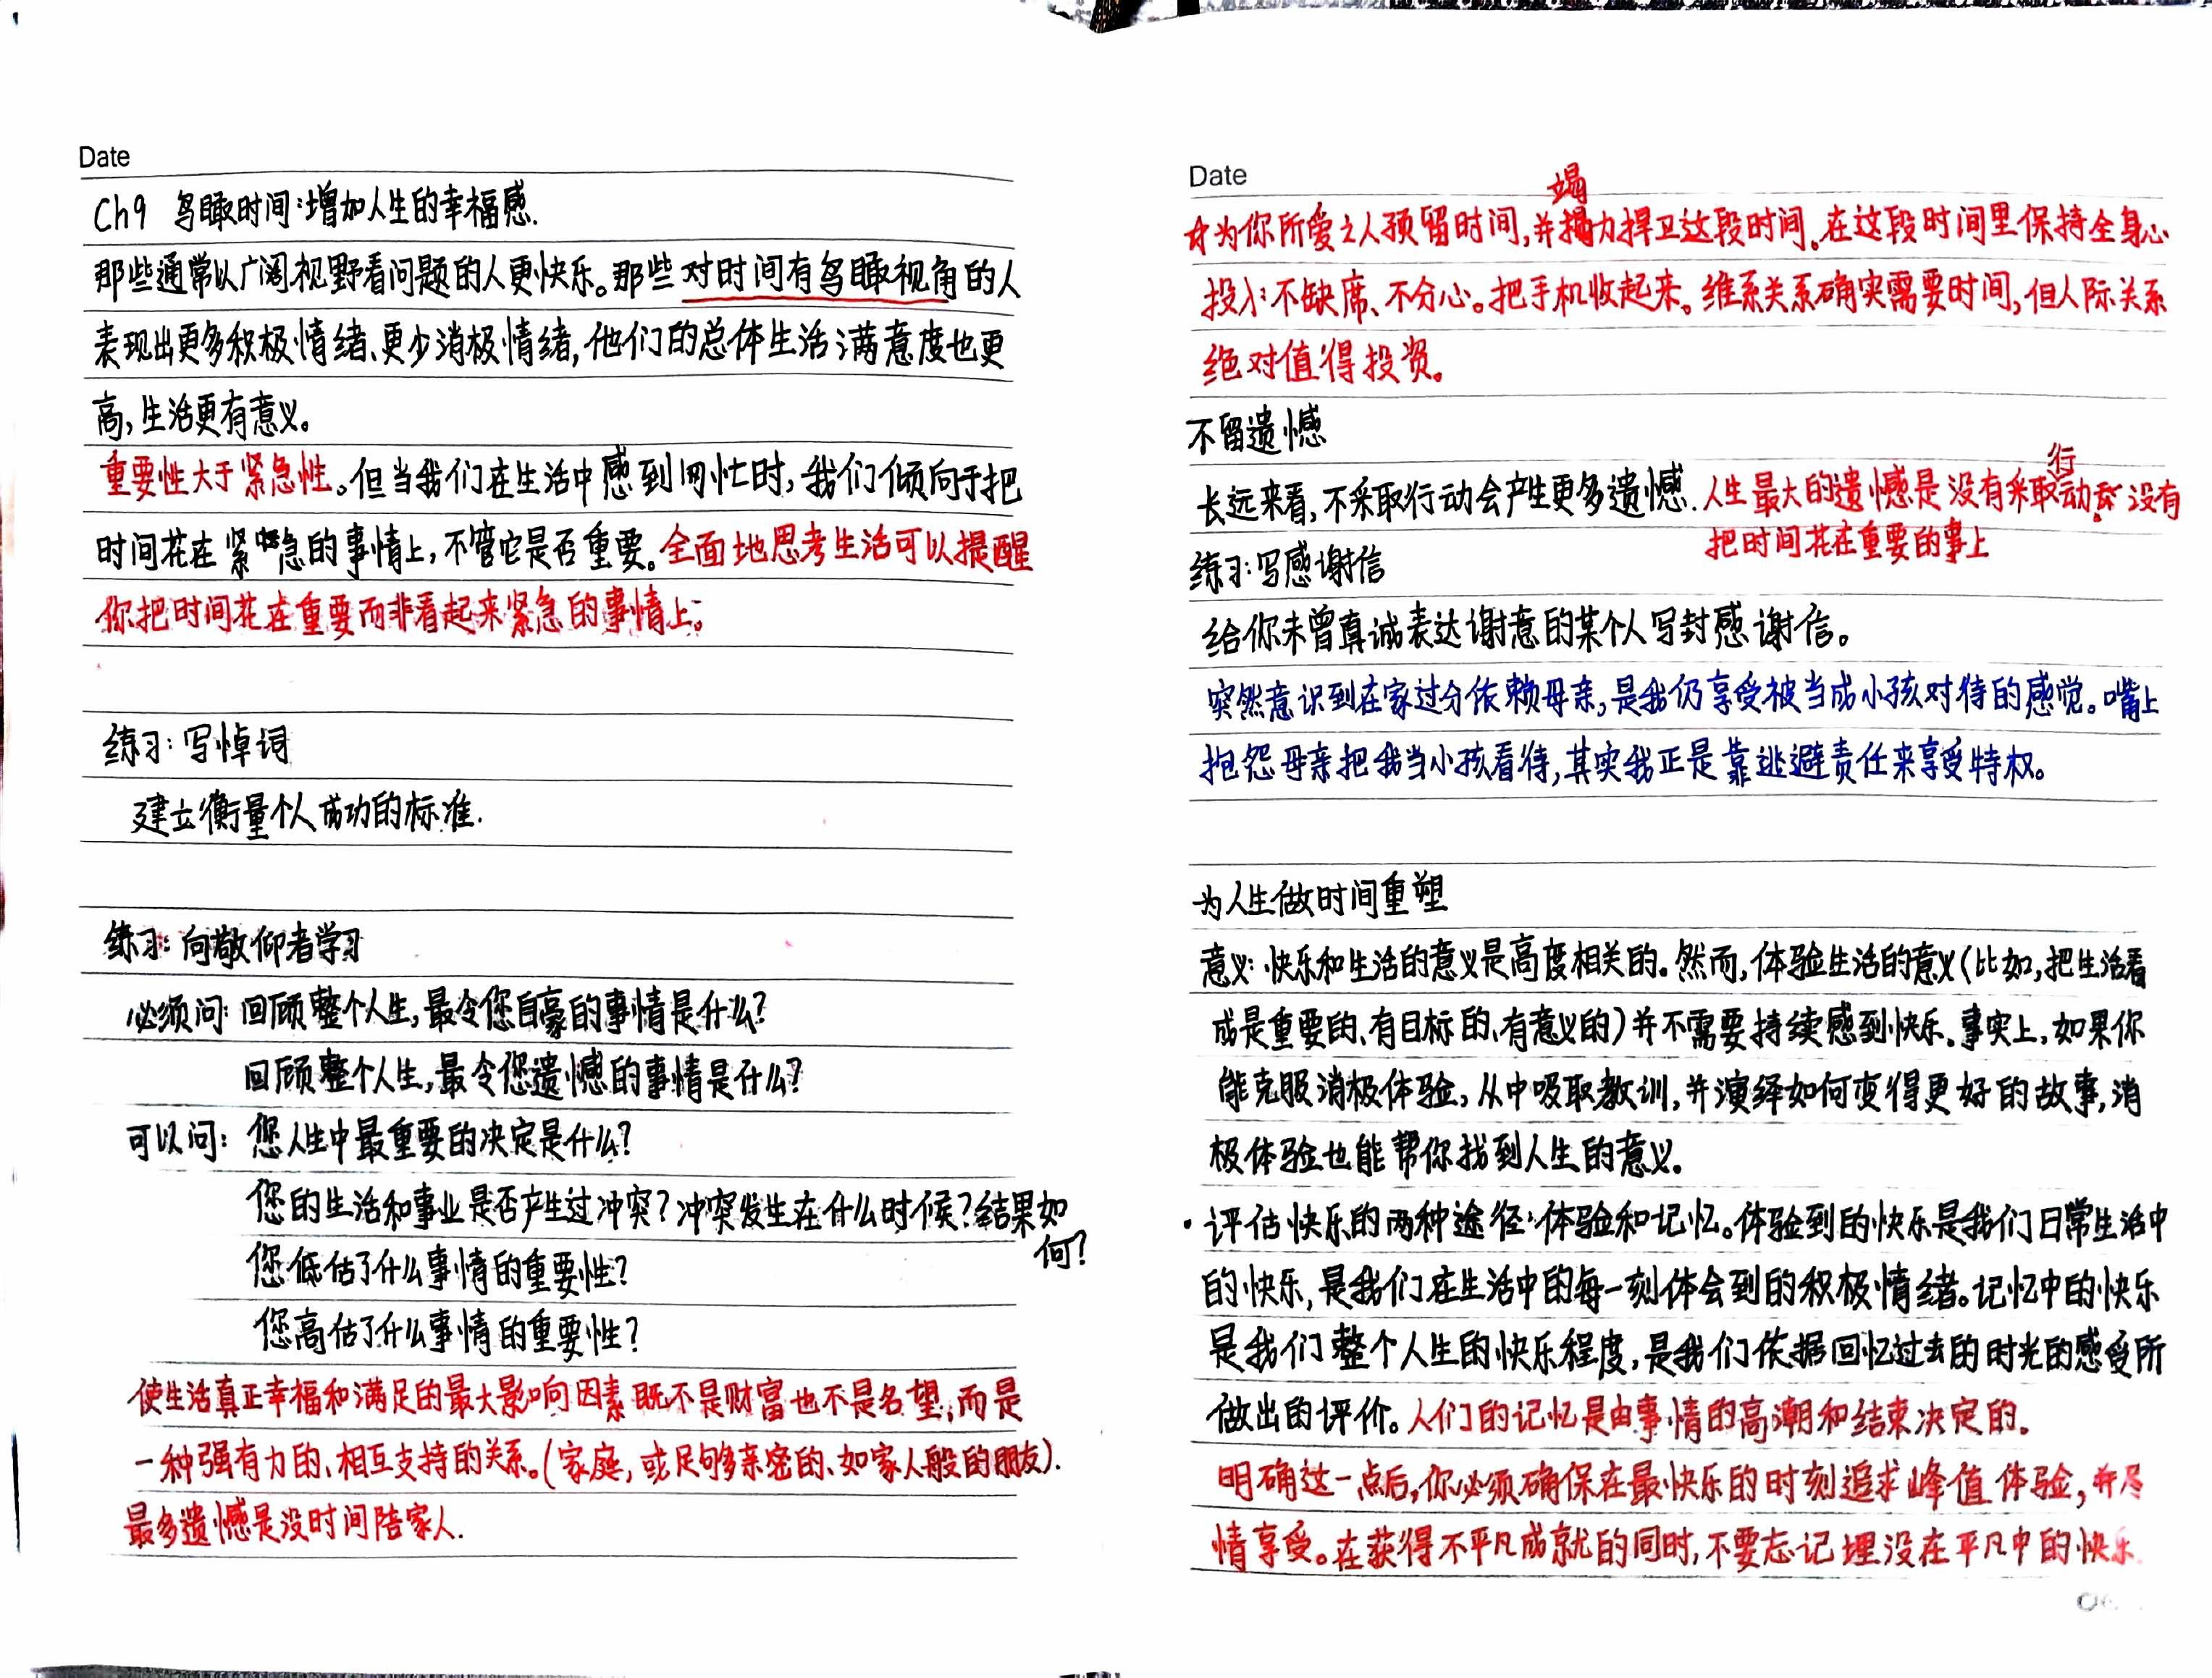 Date
Ch9 鸟瞰时间:增加人生的幸福感.
那些通常以广阔视野看问题的人更快乐。那些对时间有鸟瞰视角的人
表现出更多积极情绪、更少消极情绪,他们的总体生活满意度也更
高,生活更有意义。
重要性大于紧急性。但当我们在生活中感到匆忙时,我们倾向于把
时间花在紧急的事情上,不管它是否重要。全面地思考生活可以提醒
你把时间花在重要而非看起来紧急的事情上。
练习:写悼词
建立衡量个人成功的标准.
练习:向敬仰者学习
必须问:回顾整个人生,最令您自豪的事情是什么?
回顾整个人生,最令您遗憾的事情是什么?
可以问:您人生中最重要的决定是什么?
您的生活和事业是否产生过冲突?冲突发生在什么时候?结果如
何?
您低估了什么事情的重要性?
您高估了什么事情的重要性?
使生活真正幸福和满足的最大影响因素既不是财富也不是名望,而是
一种强有力的、相互支持的关系。(家庭,或足够亲密的、如家人般的朋友).
最多遗憾是没时间陪家人.
Date
☆为你所爱之人预留时间,并竭力捍卫这段时间。在这段时间里保持全身心
投入:不缺席、不分心。把手机收起来。维系关系确实需要时间,但人际关系
绝对值得投资。
不留遗憾
长远来看,不采取行动会产生更多遗憾.人生最大的遗憾是没有采取行动,没有
把时间花在重要的事上
练习:写感谢信
给你未曾真诚表达谢意的某个人写封感谢信。
突然意识到在家过分依赖母亲,是我仍享受被当成小孩对待的感觉。嘴上
抱怨母亲把我当小孩看待,其实我正是靠逃避责任来享受特权。
为人生做时间重塑
意义:快乐和生活的意义是高度相关的。然而,体验生活的意义(比如,把生活看
成是重要的、有目标的、有意义的)并不需要持续感到快乐。事实上,如果你
能克服消极体验,从中吸取教训,并演绎如何变得更好的故事,消
极体验也能帮你找到人生的意义。
·评估快乐的两种途径:体验和记忆。体验到的快乐是我们日常生活中
的快乐,是我们在生活中的每一刻体会到的积极情绪。记忆中的快乐
是我们整个人生的快乐程度,是我们依据回忆过去的时光的感受所
做出的评价。人们的记忆是由事情的高潮和结束决定的。
明确这一点后,你必须确保在最快乐的时刻追求峰值体验,并尽
情享受。在获得不平凡成就的同时,不要忘记埋没在平凡中的快乐.